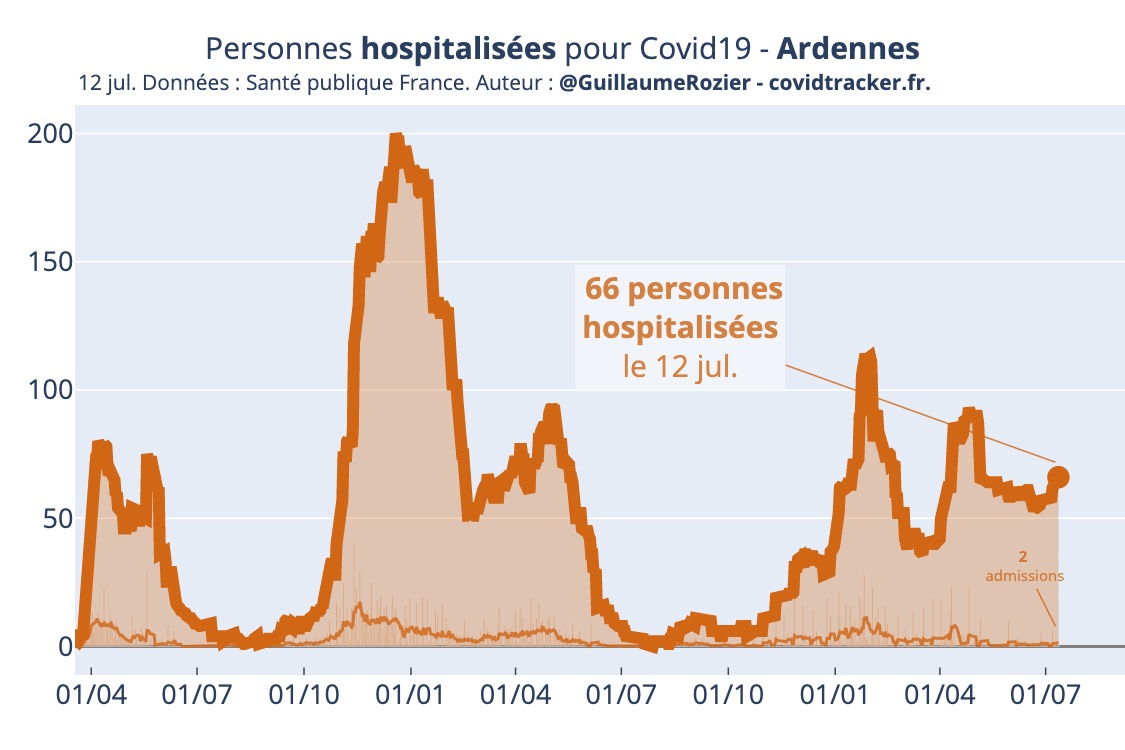 Personnes hospitalisées pour Covid19 - Ardennes
12 jul. Données : Santé publique France. Auteur : @GuillaumeRozier - covidtracker.fr.
200
150
66 personnes
hospitalisées
le 12 jul.
100
50
2
admissions
0
01/04 01/07 01/10 01/01 01/04 01/07 01/10 01/01 01/04 01/07